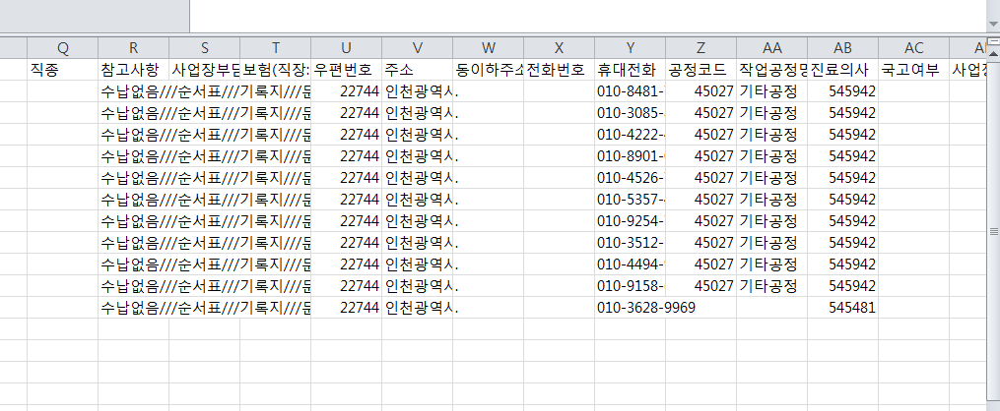 Q R S T U V W X Y Z AA AB AC
직종 참고사항 사업장부담 보험(직장: 우편번호 주소 동이하주소 전화번호 휴대전화 공정코드 작업공정명 진료의사 국고여부 사업장
수납없음///순서표///기록지///문 22744 인천광역시. 010-8481- 45027 기타공정 545942
수납없음///순서표///기록지///문 22744 인천광역시. 010-3085- 45027 기타공정 545942
수납없음///순서표///기록지///문 22744 인천광역시. 010-4222- 45027 기타공정 545942
수납없음///순서표///기록지///문 22744 인천광역시. 010-8901- 45027 기타공정 545942
수납없음///순서표///기록지///문 22744 인천광역시. 010-4526- 45027 기타공정 545942
수납없음///순서표///기록지///문 22744 인천광역시. 010-5357- 45027 기타공정 545942
수납없음///순서표///기록지///문 22744 인천광역시. 010-9254- 45027 기타공정 545942
수납없음///순서표///기록지///문 22744 인천광역시. 010-3512- 45027 기타공정 545942
수납없음///순서표///기록지///문 22744 인천광역시. 010-4494- 45027 기타공정 545942
수납없음///순서표///기록지///문 22744 인천광역시. 010-9158- 45027 기타공정 545942
수납없음///순서표///기록지///문 22744 인천광역시. 010-3628-9969 545481